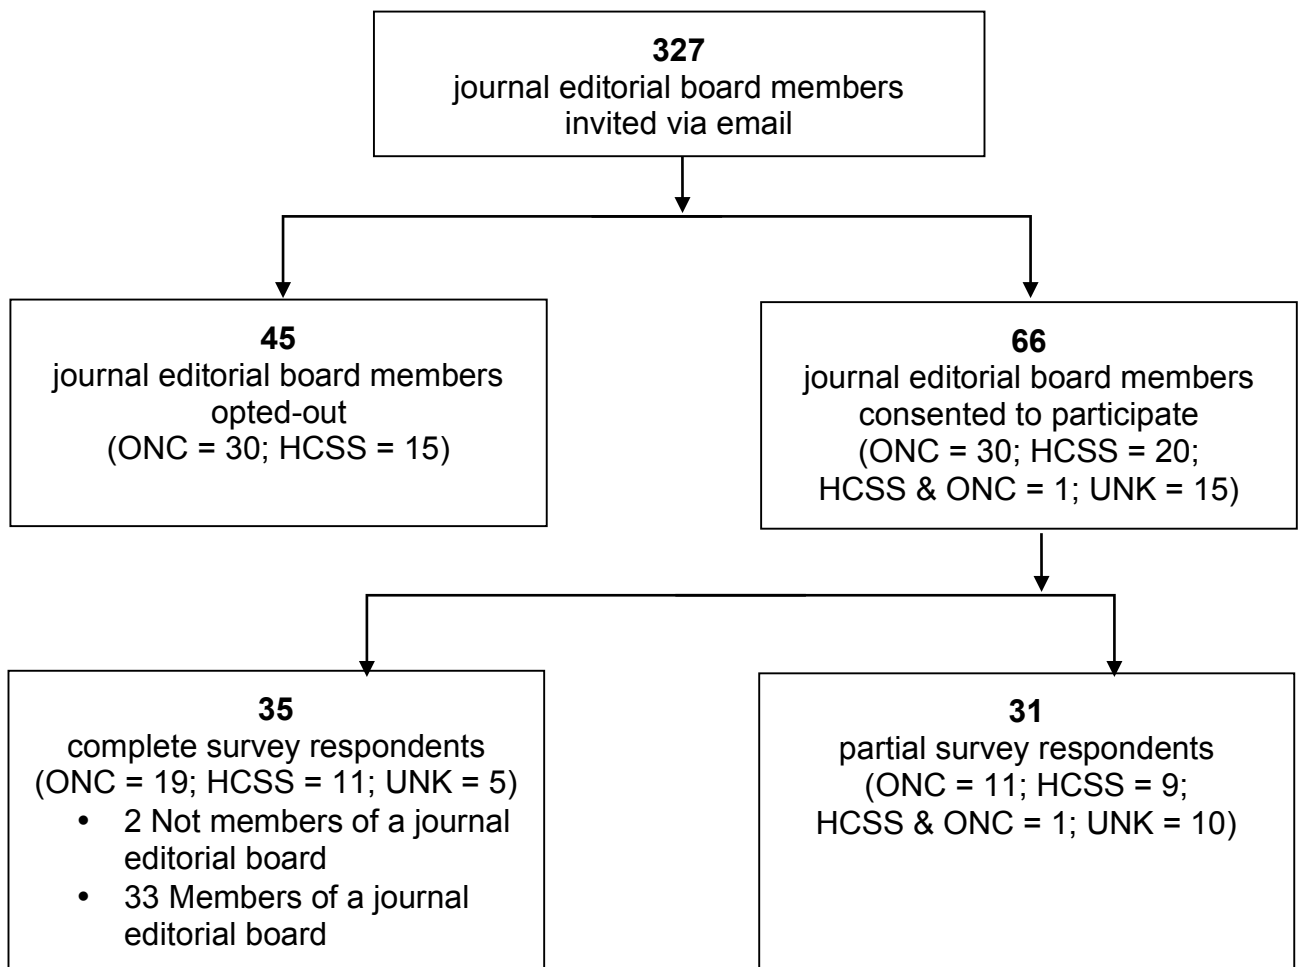 327
journal editorial board members
invited via email
45
journal editorial board members
opted-out
(ONC = 30; HCSS = 15)
66
journal editorial board members
consented to participate
(ONC = 30; HCSS = 20;
HCSS & ONC = 1; UNK = 15)
35
complete survey respondents
(ONC = 19; HCSS = 11; UNK = 5)
• 2 Not members of a journal
editorial board
• 33 Members of a journal
editorial board
31
partial survey respondents
(ONC = 11; HCSS = 9;
HCSS & ONC = 1; UNK = 10)